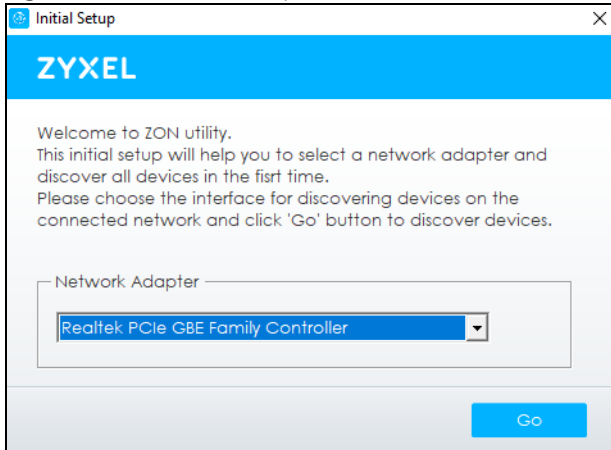 Initial Setup
ZYXEL
Welcome to ZON utility.
This initial setup will help you to select a network adapter and
discover all devices in the fisrt time.
Please choose the interface for discovering devices on the
connected network and click 'Go' button to discover devices.
Network Adapter
Realtek PCIe GBE Family Controller
Go